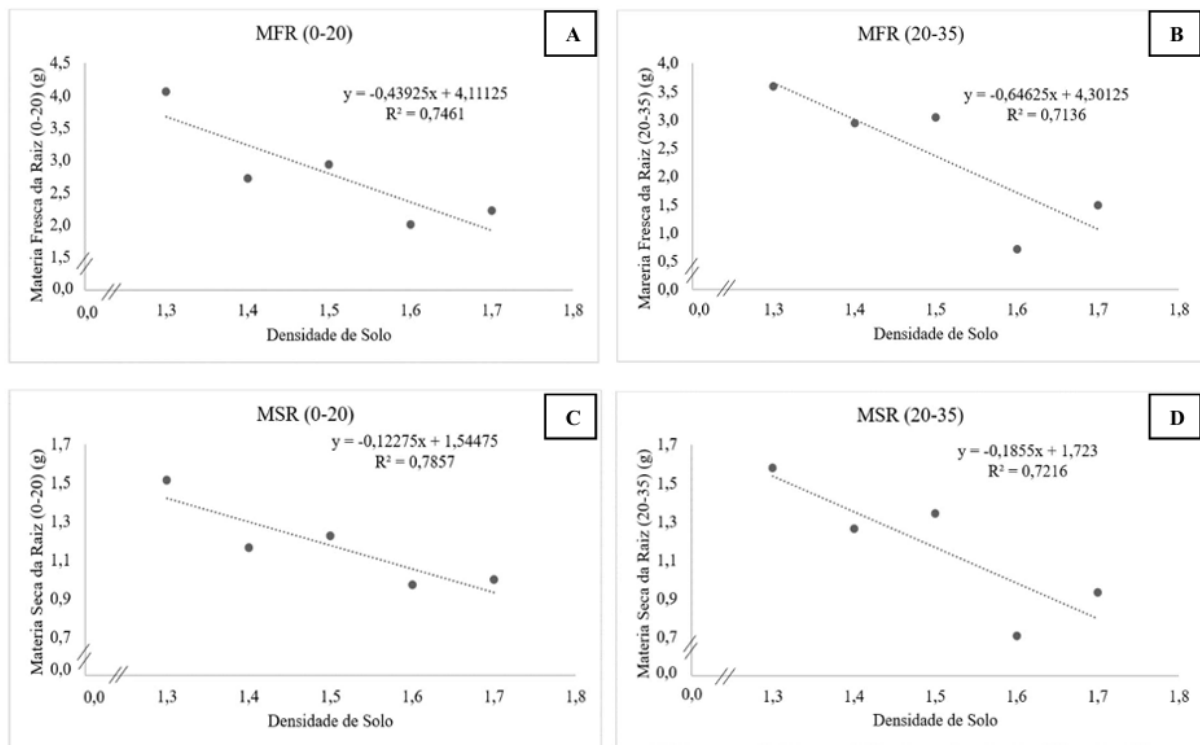 MFR (0-20)
A
Materia Fresca da Raiz (0-20) (g)
4,5
4,0
3,5
3,0
2,5
2,0
1,5
0,0
y = -0,43925x + 4,11125
R² = 0,7461
0,0 1,3 1,4 1,5 1,6 1,7 1,8
Densidade de Solo
MFR (20-35)
B
Mareria Fresca da Raiz (20-35) (g)
4,0
3,5
3,0
2,5
2,0
1,5
1,0
0,5
0,0
y = -0,64625x + 4,30125
R² = 0,7136
0,0 1,3 1,4 1,5 1,6 1,7 1,8
Densidade de Solo
MSR (0-20)
C
Materia Seca da Raiz (0-20) (g)
1,7
1,5
1,3
1,1
0,9
0,7
0,0
y = -0,12275x + 1,54475
R² = 0,7857
0,0 1,3 1,4 1,5 1,6 1,7 1,8
Densidade de Solo
MSR (20-35)
D
Materia Seca da Raiz (20-35) (g)
1,7
1,5
1,3
1,1
0,9
0,7
0,0
y = -0,1855x + 1,723
R² = 0,7216
0,0 1,3 1,4 1,5 1,6 1,7 1,8
Densidade de Solo